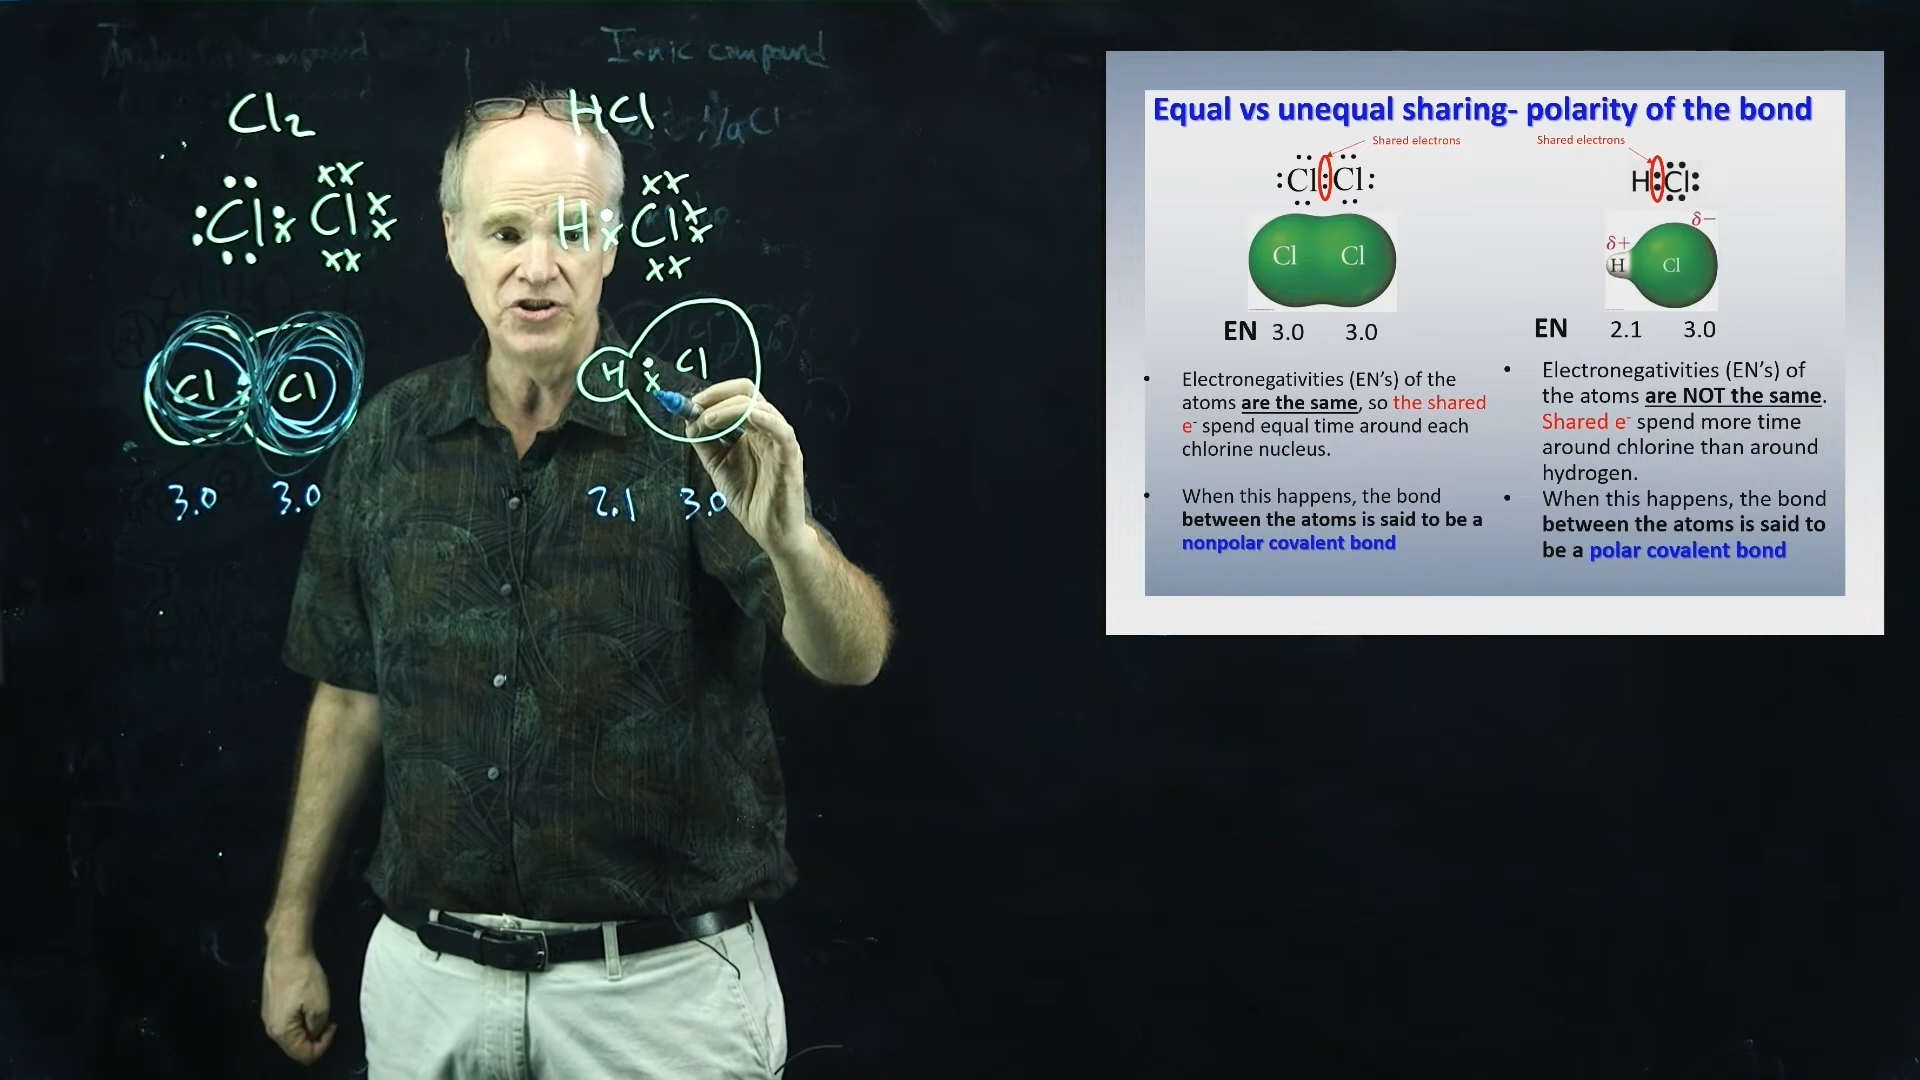 Ionic compound
Cl2
HCl
NaCl
:Cl:Cl
H:Cl
Cl Cl
H Cl
3.0 3.0
2.1 3.0
Equal vs unequal sharing- polarity of the bond
Shared electrons
:Cl:Cl:
Cl Cl
EN 3.0 3.0
• Electronegativities (EN’s) of the
atoms are the same, so the shared
e- spend equal time around each
chlorine nucleus.
• When this happens, the bond
between the atoms is said to be a
nonpolar covalent bond
Shared electrons
H:Cl:
δ−
δ+
H Cl
EN 2.1 3.0
• Electronegativities (EN’s) of
the atoms are NOT the same.
Shared e- spend more time
around chlorine than around
hydrogen.
• When this happens, the bond
between the atoms is said to
be a polar covalent bond